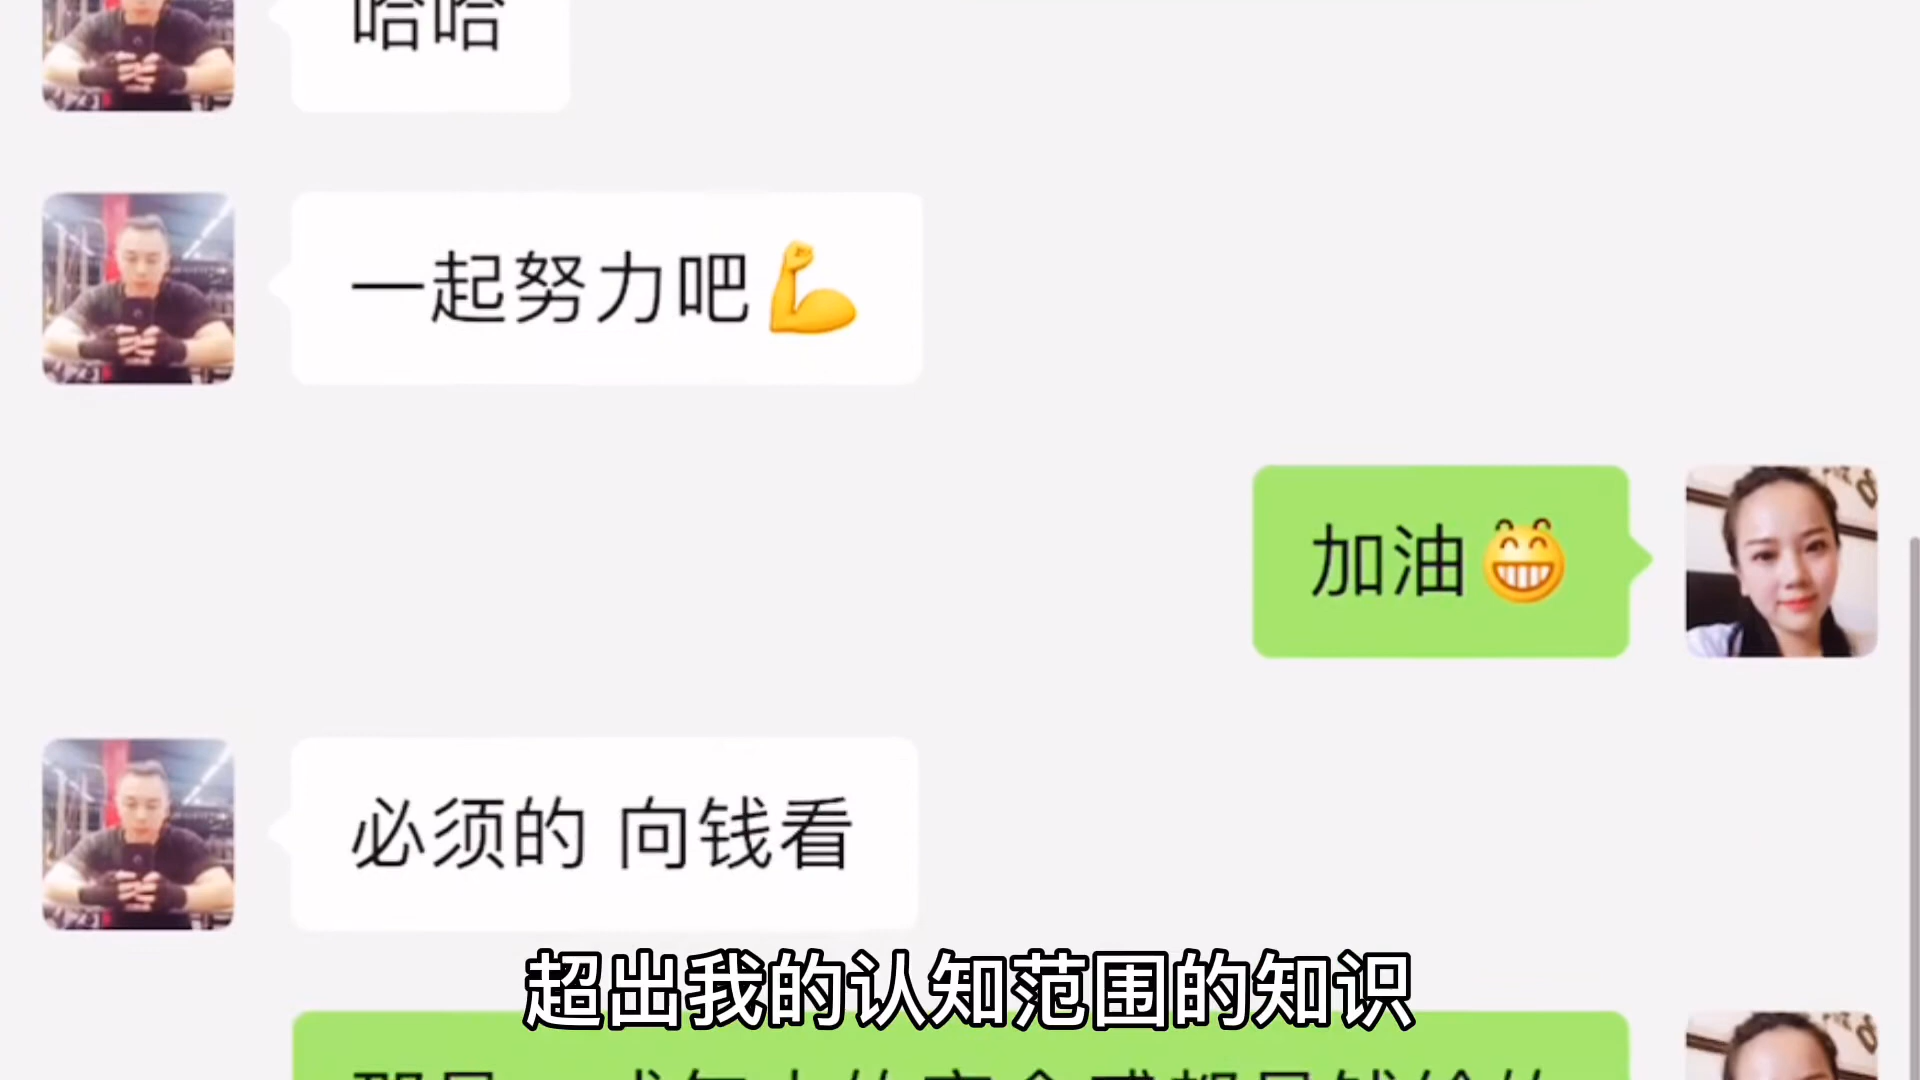 哈哈
一起努力吧💪
加油😁
必须的 向钱看
超出我的认知范围的知识